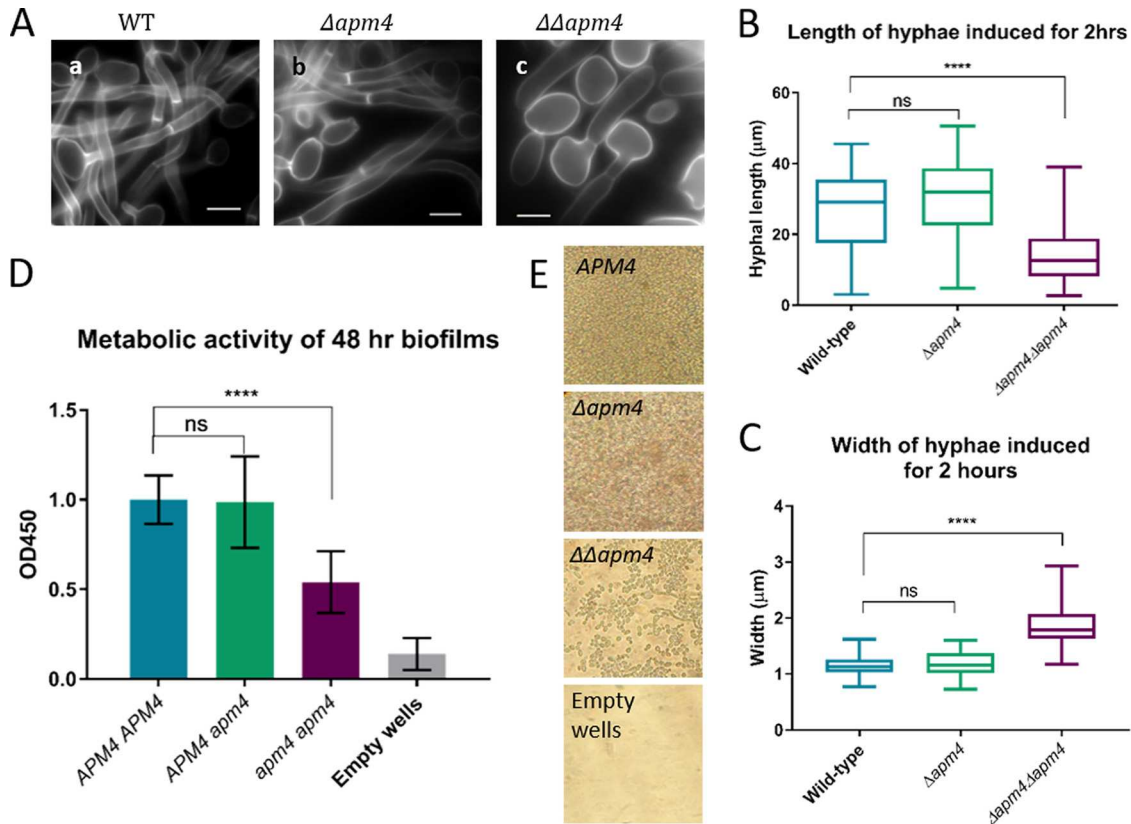 A
WT
Δapm4
ΔΔapm4
a
b
c
B
Length of hyphae induced for 2hrs
****
ns
60
40
20
0
Hyphal length (μm)
Wild-type
Δapm4
Δapm4Δapm4
D
Metabolic activity of 48 hr biofilms
****
ns
1.5
1.0
0.5
0.0
OD450
APM4 APM4
APM4 apm4
apm4 apm4
Empty wells
E
APM4
Δapm4
ΔΔapm4
Empty
wells
C
Width of hyphae induced
for 2 hours
****
ns
4
3
2
1
0
Width (μm)
Wild-type
Δapm4
Δapm4Δapm4